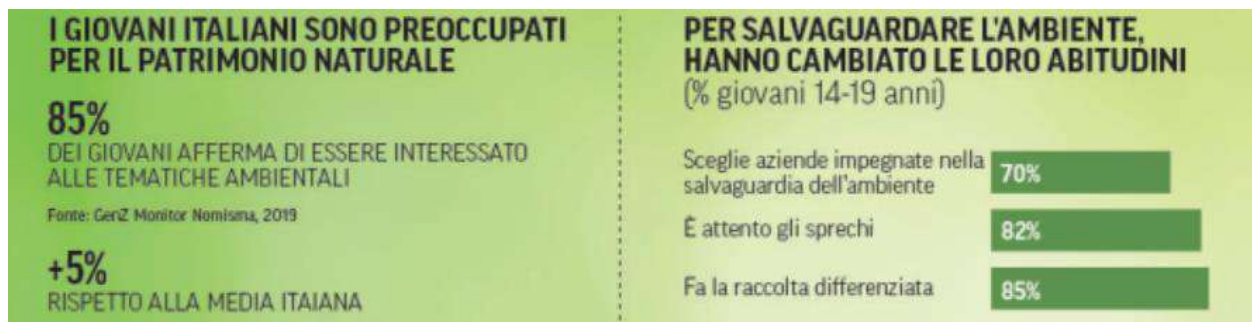 I GIOVANI ITALIANI SONO PREOCCUPATI
PER IL PATRIMONIO NATURALE
85%
DEI GIOVANI AFFERMA DI ESSERE INTERESSATO
ALLE TEMATICHE AMBIENTALI
Fonte: GenZ Monitor Nomisma, 2019
+5%
RISPETTO ALLA MEDIA ITAIANA
PER SALVAGUARDARE L'AMBIENTE,
HANNO CAMBIATO LE LORO ABITUDINI
(% giovani 14-19 anni)
Sceglie aziende impegnate nella
salvaguardia dell'ambiente
70%
È attento gli sprechi
82%
Fa la raccolta differenziata
85%